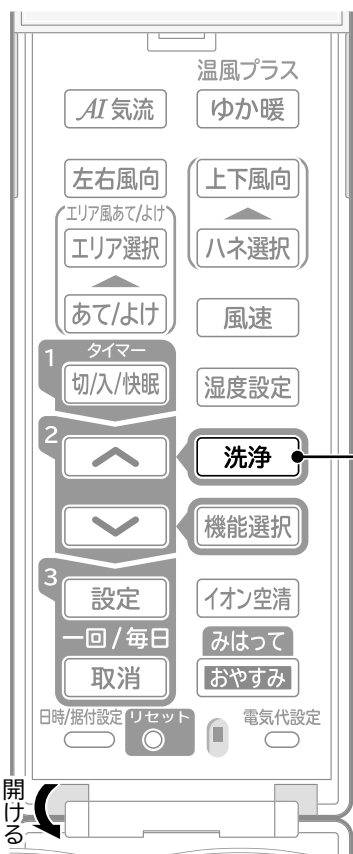 温風プラス
AI 気流
ゆか暖
左右風向
上下風向
エリア風あて/よけ
エリア選択
ハネ選択
あて/よけ
風速
1
タイマー
切/入/快眠
湿度設定
2
洗浄
機能選択
3
設定
イオン空清
一回/毎日
みはって
取消
おやすみ
日時/据付設定
リセット
電気代設定
開ける